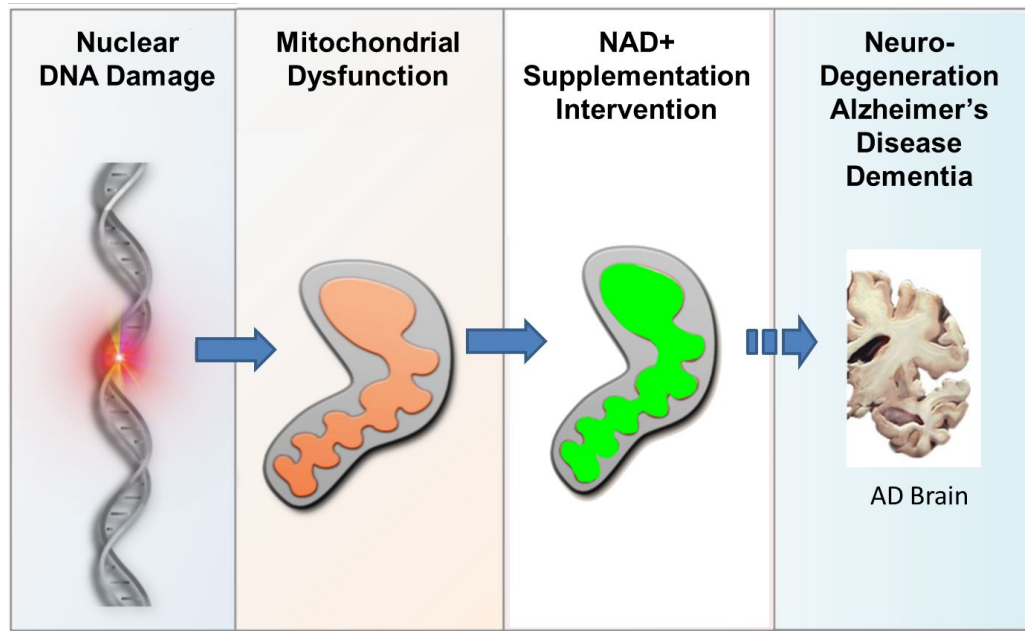 Nuclear
DNA Damage
Mitochondrial
Dysfunction
NAD+
Supplementation
Intervention
Neuro-
Degeneration
Alzheimer’s
Disease
Dementia
AD Brain